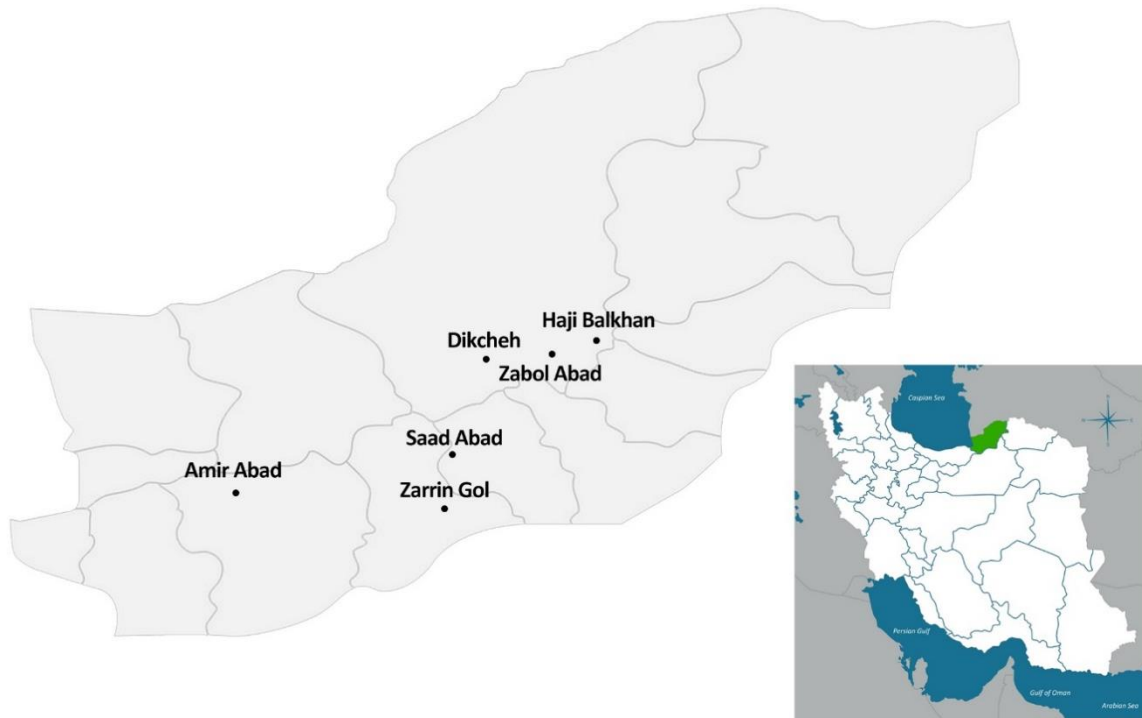 Haji Balkhan
Dikcheh
Zabol Abad
Saad Abad
Amir Abad
Zarrin Gol
Caspian Sea
Persian Gulf
Gulf of Oman
Arabian Sea